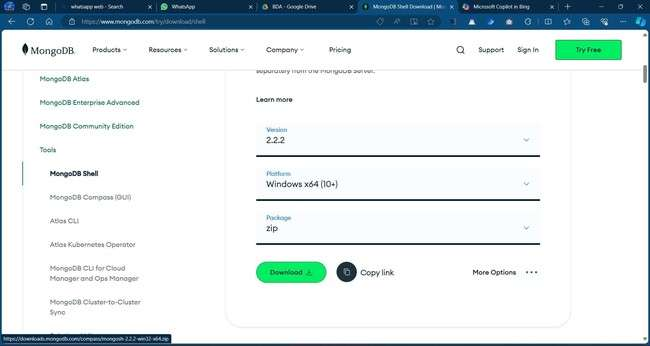 whatsapp web - Search
WhatsApp
BDA - Google Drive
MongoDB Shell Download | Mo
Microsoft Copilot in Bing
https://www.mongodb.com/try/download/shell
MongoDB.
Products
Resources
Solutions
Company
Pricing
Support
Sign In
Try Free
MongoDB Atlas
MongoDB Enterprise Advanced
MongoDB Community Edition
Tools
MongoDB Shell
MongoDB Compass (GUI)
Atlas CLI
Atlas Kubernetes Operator
MongoDB CLI for Cloud
Manager and Ops Manager
MongoDB Cluster-to-Cluster
Sync
separately from the MongoDB Server.
Learn more
Version
2.2.2
Platform
Windows x64 (10+)
Package
zip
Download
Copy link
More Options
https://downloads.mongodb.com/compass/mongosh-2.2.2-win32-x64.zip